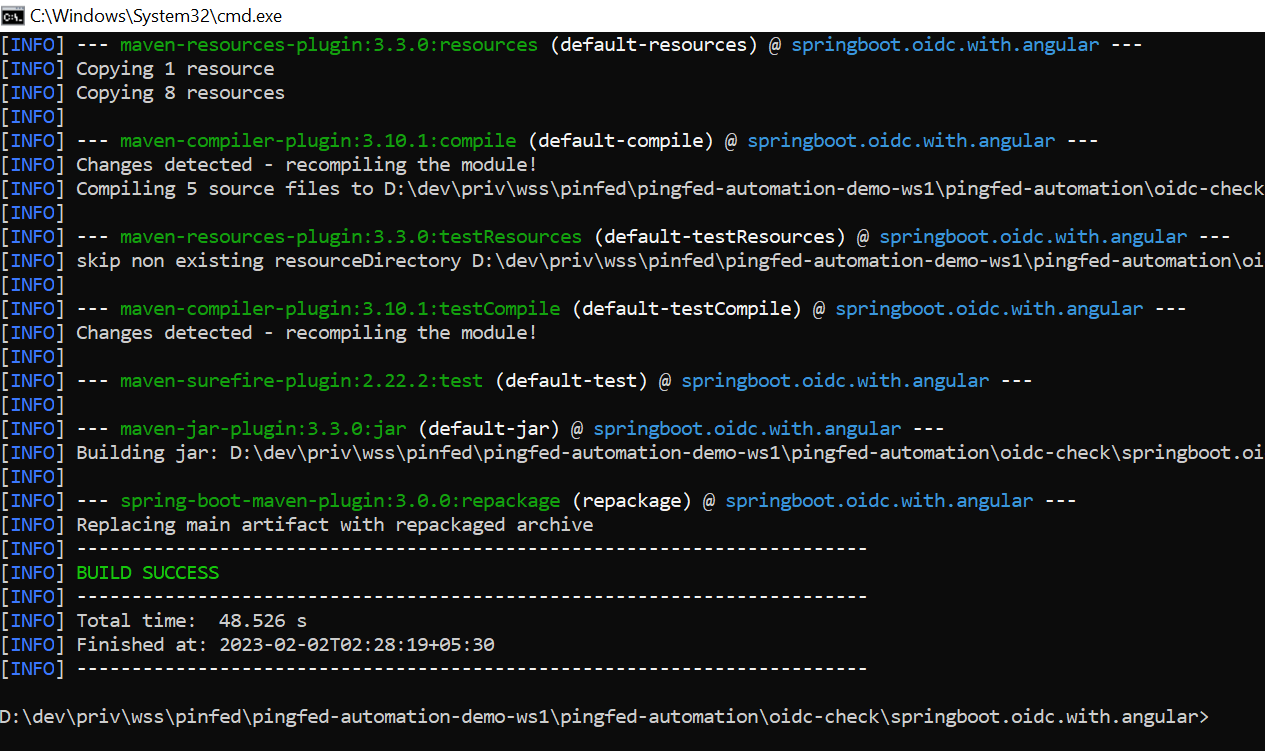 C:\Windows\System32\cmd.exe
[INFO] --- maven-resources-plugin:3.3.0:resources (default-resources) @ springboot.oidc.with.angular ---
[INFO] Copying 1 resource
[INFO] Copying 8 resources
[INFO]
[INFO] --- maven-compiler-plugin:3.10.1:compile (default-compile) @ springboot.oidc.with.angular ---
[INFO] Changes detected - recompiling the module!
[INFO] Compiling 5 source files to D:\dev\priv\wss\pinfed\pingfed-automation-demo-ws1\pingfed-automation\oidc-check
[INFO]
[INFO] --- maven-resources-plugin:3.3.0:testResources (default-testResources) @ springboot.oidc.with.angular ---
[INFO] skip non existing resourceDirectory D:\dev\priv\wss\pinfed\pingfed-automation-demo-ws1\pingfed-automation\oi
[INFO]
[INFO] --- maven-compiler-plugin:3.10.1:testCompile (default-testCompile) @ springboot.oidc.with.angular ---
[INFO] Changes detected - recompiling the module!
[INFO]
[INFO] --- maven-surefire-plugin:2.22.2:test (default-test) @ springboot.oidc.with.angular ---
[INFO]
[INFO] --- maven-jar-plugin:3.3.0:jar (default-jar) @ springboot.oidc.with.angular ---
[INFO] Building jar: D:\dev\priv\wss\pinfed\pingfed-automation-demo-ws1\pingfed-automation\oidc-check\springboot.oi
[INFO]
[INFO] --- spring-boot-maven-plugin:3.0.0:repackage (repackage) @ springboot.oidc.with.angular ---
[INFO] Replacing main artifact with repackaged archive
[INFO] ------------------------------------------------------------------------
[INFO] BUILD SUCCESS
[INFO] ------------------------------------------------------------------------
[INFO] Total time:  48.526 s
[INFO] Finished at: 2023-02-02T02:28:19+05:30
[INFO] ------------------------------------------------------------------------
D:\dev\priv\wss\pinfed\pingfed-automation-demo-ws1\pingfed-automation\oidc-check\springboot.oidc.with.angular>